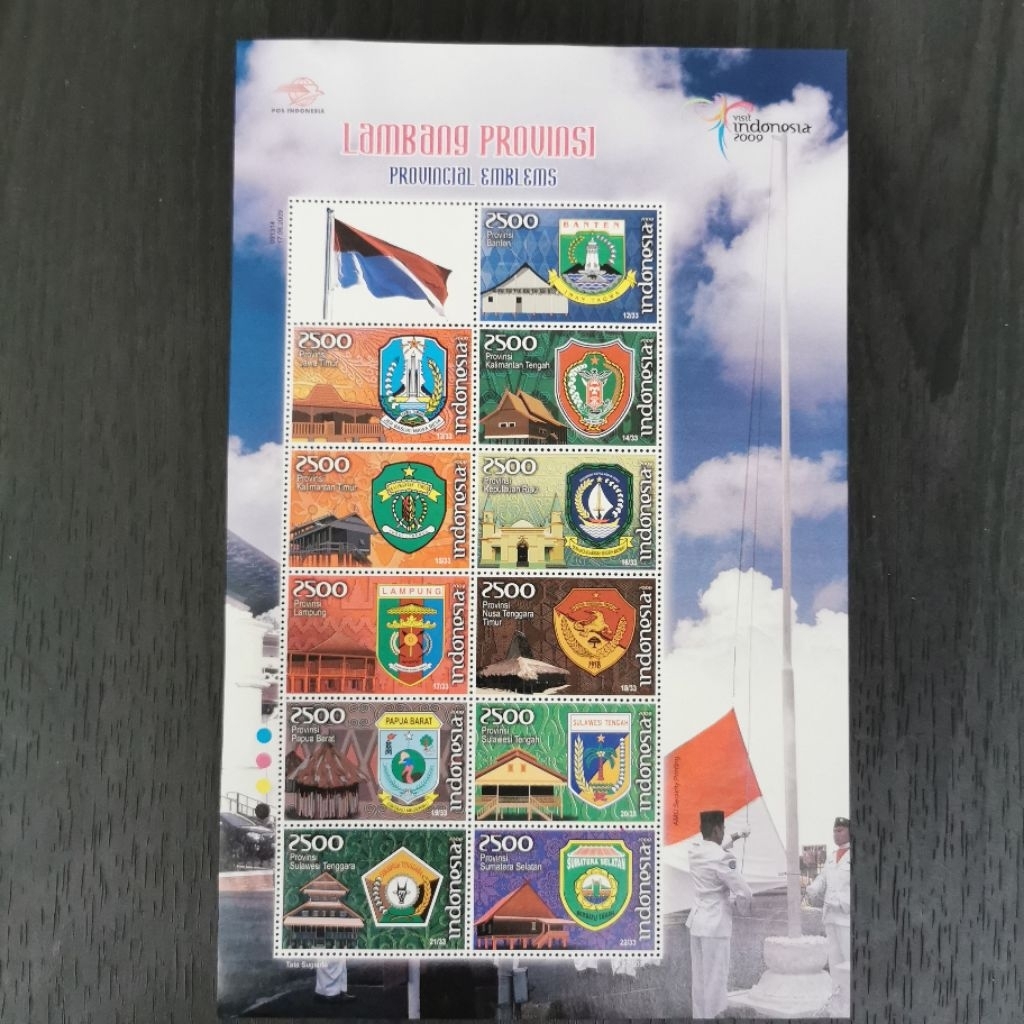 POS INDONESIA
visit
indonesia
2009
LAMBANG PROVINSI
PROVINCIAL EMBLEMS
2500
Provinsi
Banten
BANTEN
indonesia
12/33
2500
Provinsi
Jawa Timur
indonesia
13/33
2500
Provinsi
Kalimantan Tengah
indonesia
14/33
2500
Provinsi
Kalimantan Timur
indonesia
15/33
2500
Provinsi
Kepulauan Riau
indonesia
16/33
2500
Provinsi
Lampung
LAMPUNG
indonesia
17/33
2500
Provinsi
Nusa Tenggara
Timur
1958
indonesia
18/33
2500
Provinsi
Papua Barat
PAPUA BARAT
indonesia
19/33
2500
Provinsi
Sulawesi Tengah
SULAWESI TENGAH
indonesia
20/33
2500
Provinsi
Sulawesi Tenggara
indonesia
21/33
2500
Provinsi
Sumatera Selatan
SUMATERA SELATAN
indonesia
22/33
Tata Sugiarto